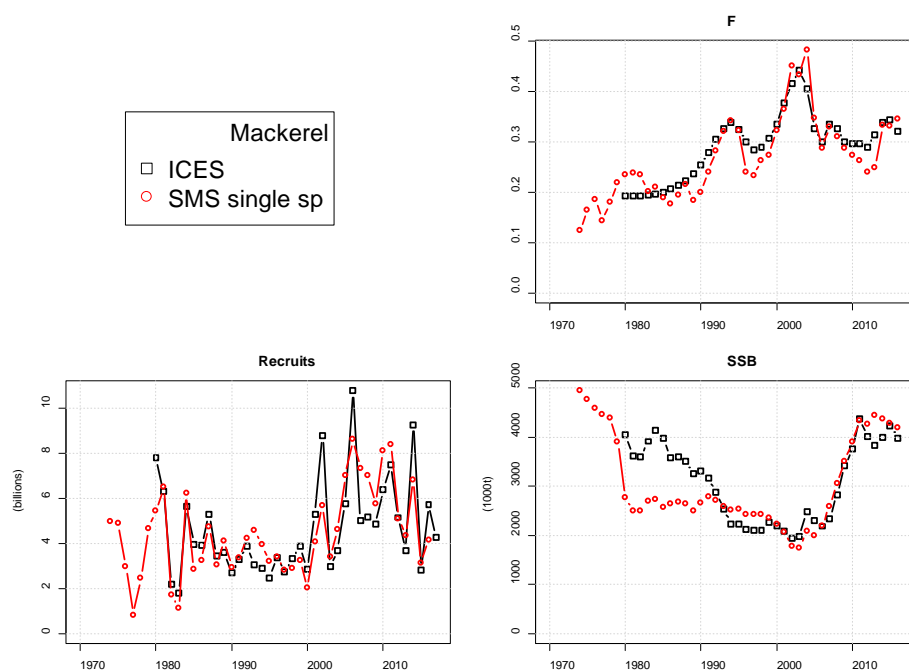 F
Mackerel
ICES
SMS single sp
0.0 0.1 0.2 0.3 0.4 0.5
1970 1980 1990 2000 2010
Recruits
(billions)
0 2 4 6 8 10
1970 1980 1990 2000 2010
SSB
(1000t)
0 1000 2000 3000 4000 5000
1970 1980 1990 2000 2010